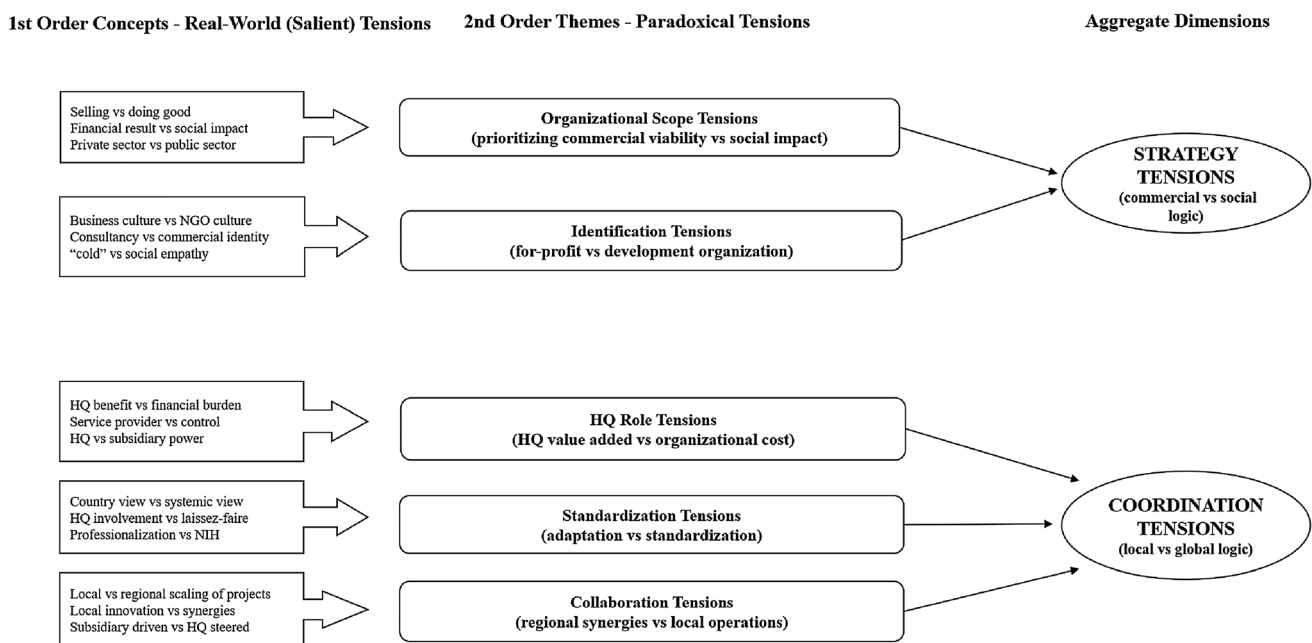 1st Order Concepts - Real-World (Salient) Tensions
2nd Order Themes - Paradoxical Tensions
Aggregate Dimensions
Selling vs doing good
Financial result vs social impact
Private sector vs public sector
Organizational Scope Tensions
(prioritizing commercial viability vs social impact)
STRATEGY
TENSIONS
(commercial vs social
logic)
Business culture vs NGO culture
Consultancy vs commercial identity
“cold” vs social empathy
Identification Tensions
(for-profit vs development organization)
HQ benefit vs financial burden
Service provider vs control
HQ vs subsidiary power
HQ Role Tensions
(HQ value added vs organizational cost)
Country view vs systemic view
HQ involvement vs laissez-faire
Professionalization vs NIH
Standardization Tensions
(adaptation vs standardization)
COORDINATION
TENSIONS
(local vs global logic)
Local vs regional scaling of projects
Local innovation vs synergies
Subsidiary driven vs HQ steered
Collaboration Tensions
(regional synergies vs local operations)